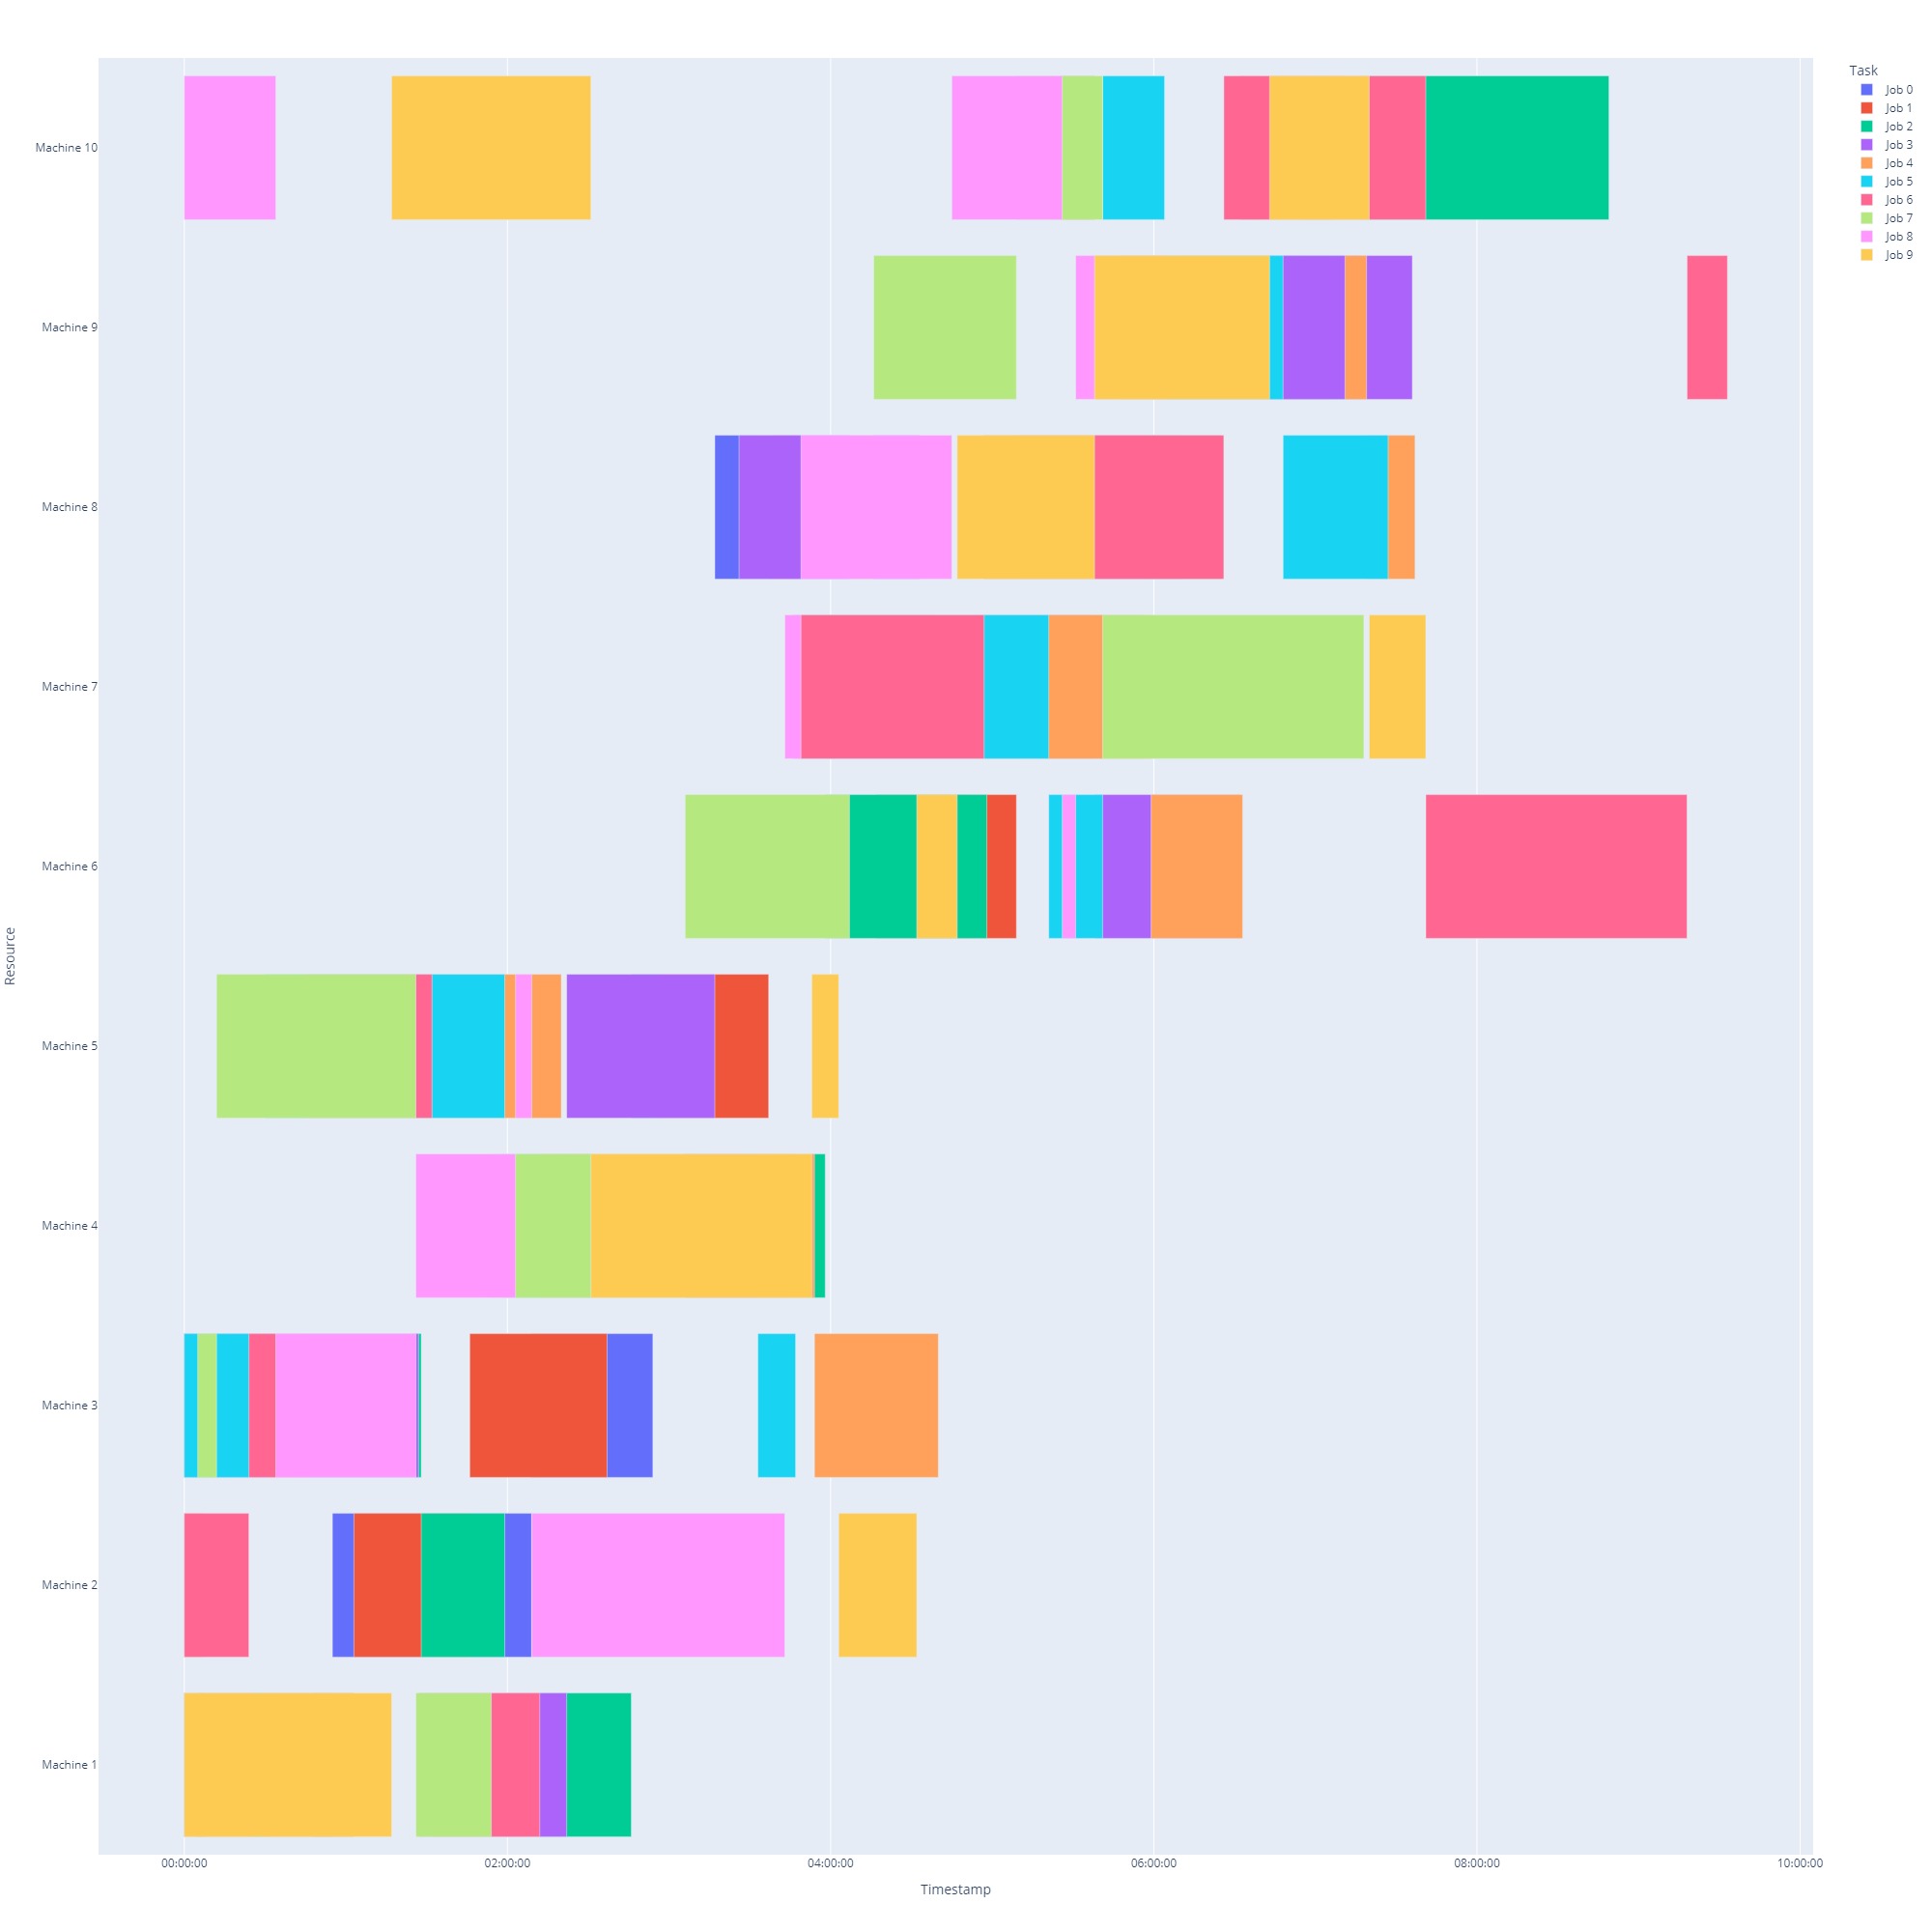 Task
Job 0
Job 1
Job 2
Job 3
Job 4
Job 5
Job 6
Job 7
Job 8
Job 9
Machine 10
Machine 9
Machine 8
Machine 7
Machine 6
Resource
Machine 5
Machine 4
Machine 3
Machine 2
Machine 1
00:00:00 02:00:00 04:00:00 06:00:00 08:00:00 10:00:00
Timestamp